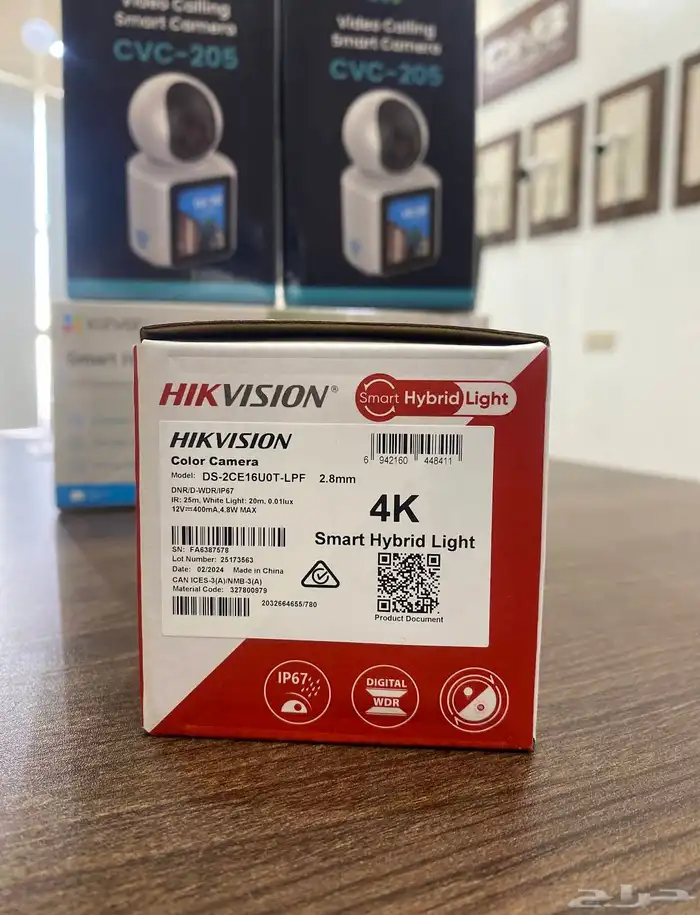 Video Calling
Smart Camera
CVC-205
Video Calling
Smart Camera
CVC-205
HIKVISION®
Smart Hybrid Light
HIKVISION
Color Camera
Model: DS-2CE16U0T-LPF 2.8mm
DNR/D-WDR/IP67
IR: 25m, White Light: 20m, 0.01lux
12V⎓400mA, 4.8W MAX
6 942160 448411
4K
Smart Hybrid Light
SN: FA6387578
Lot Number: 25173563
Date: 02/2024 Made in China
CAN ICES-3(A)/NMB-3(A)
Material Code: 327800979
2032664655/780
Product Document
IP67
DIGITAL
WDR
حراج